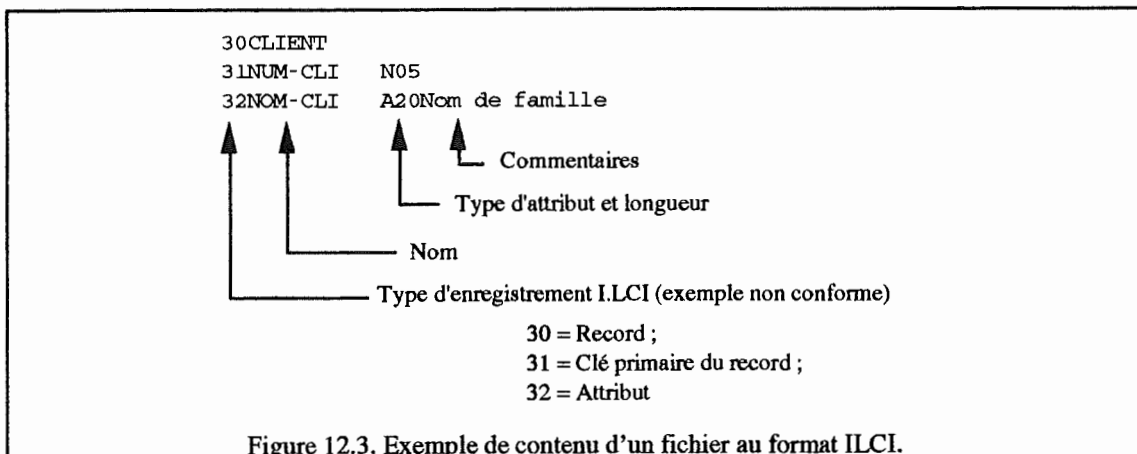 30CLIENT
31NUM-CLI N05
32NOM-CLI A20Nom de famille
Commentaires
Type d'attribut et longueur
Nom
Type d'enregistrement I.LCI (exemple non conforme)
30 = Record ;
31 = Clé primaire du record ;
32 = Attribut
Figure 12.3. Exemple de contenu d'un fichier au format ILCI.